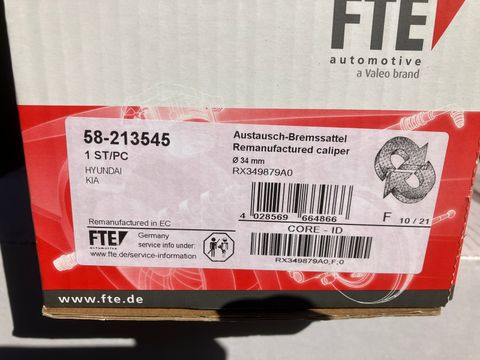 FTE
automotive
a Valeo brand
58-213545
1 ST/PC
HYUNDAI
KIA
Austausch-Bremssattel
Remanufactured caliper
Ø 34 mm
RX349879A0
4 028569 664866
F 10/21
CORE - ID
RX349879A0;F;0
Remanufactured in EC
FTE
automotive
Germany
service info under:
www.fte.de/service-information
www.fte.de